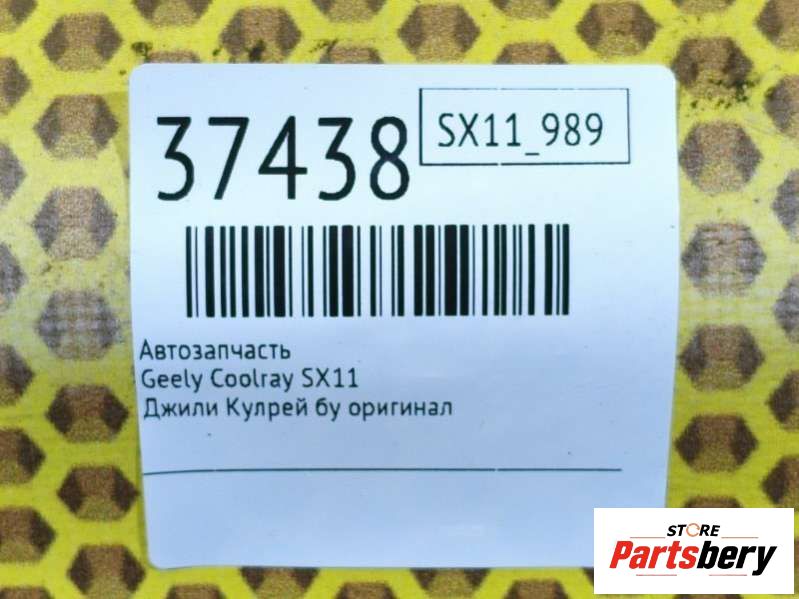 37438
SX11_989
Автозапчасть
Geely Coolray SX11
Джили Кулрей бу оригинал
STORE
Partsbery